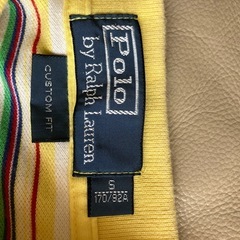 Polo
by Ralph Lauren
CUSTOM FIT
S
170/92A